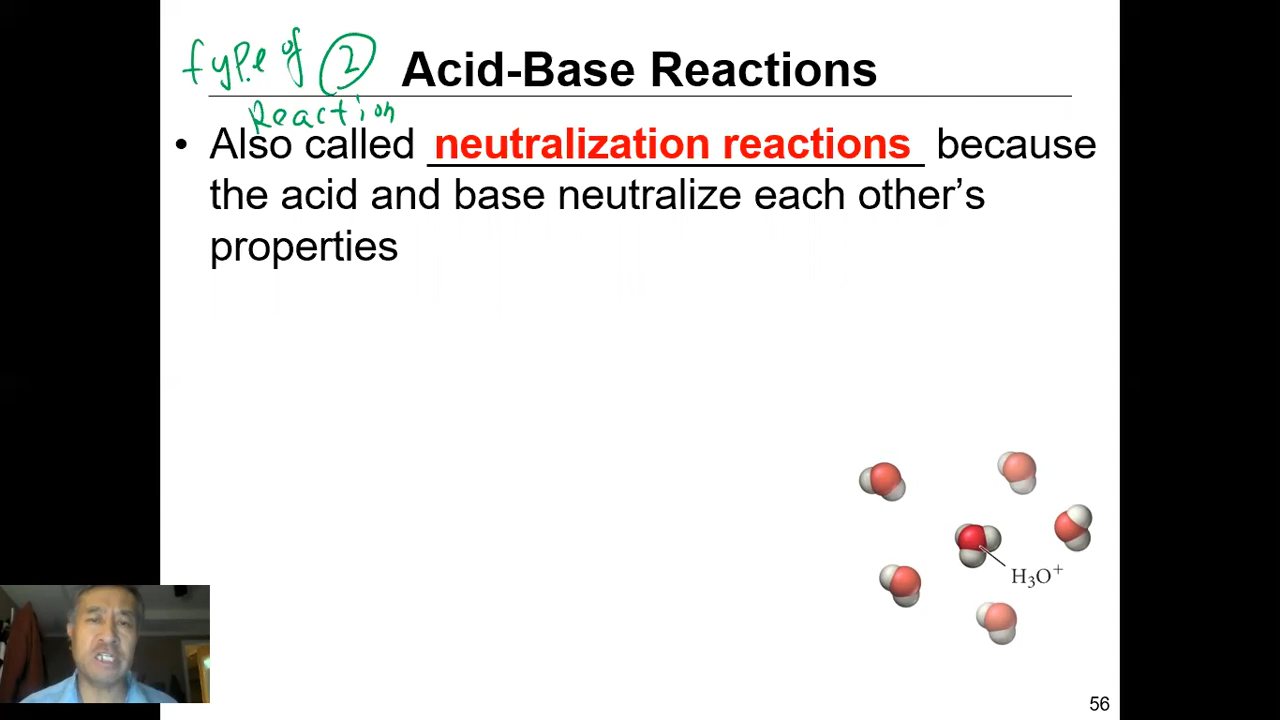 type of ②
Reaction
Acid-Base Reactions
• Also called neutralization reactions because
the acid and base neutralize each other’s
properties
H₃O⁺
56